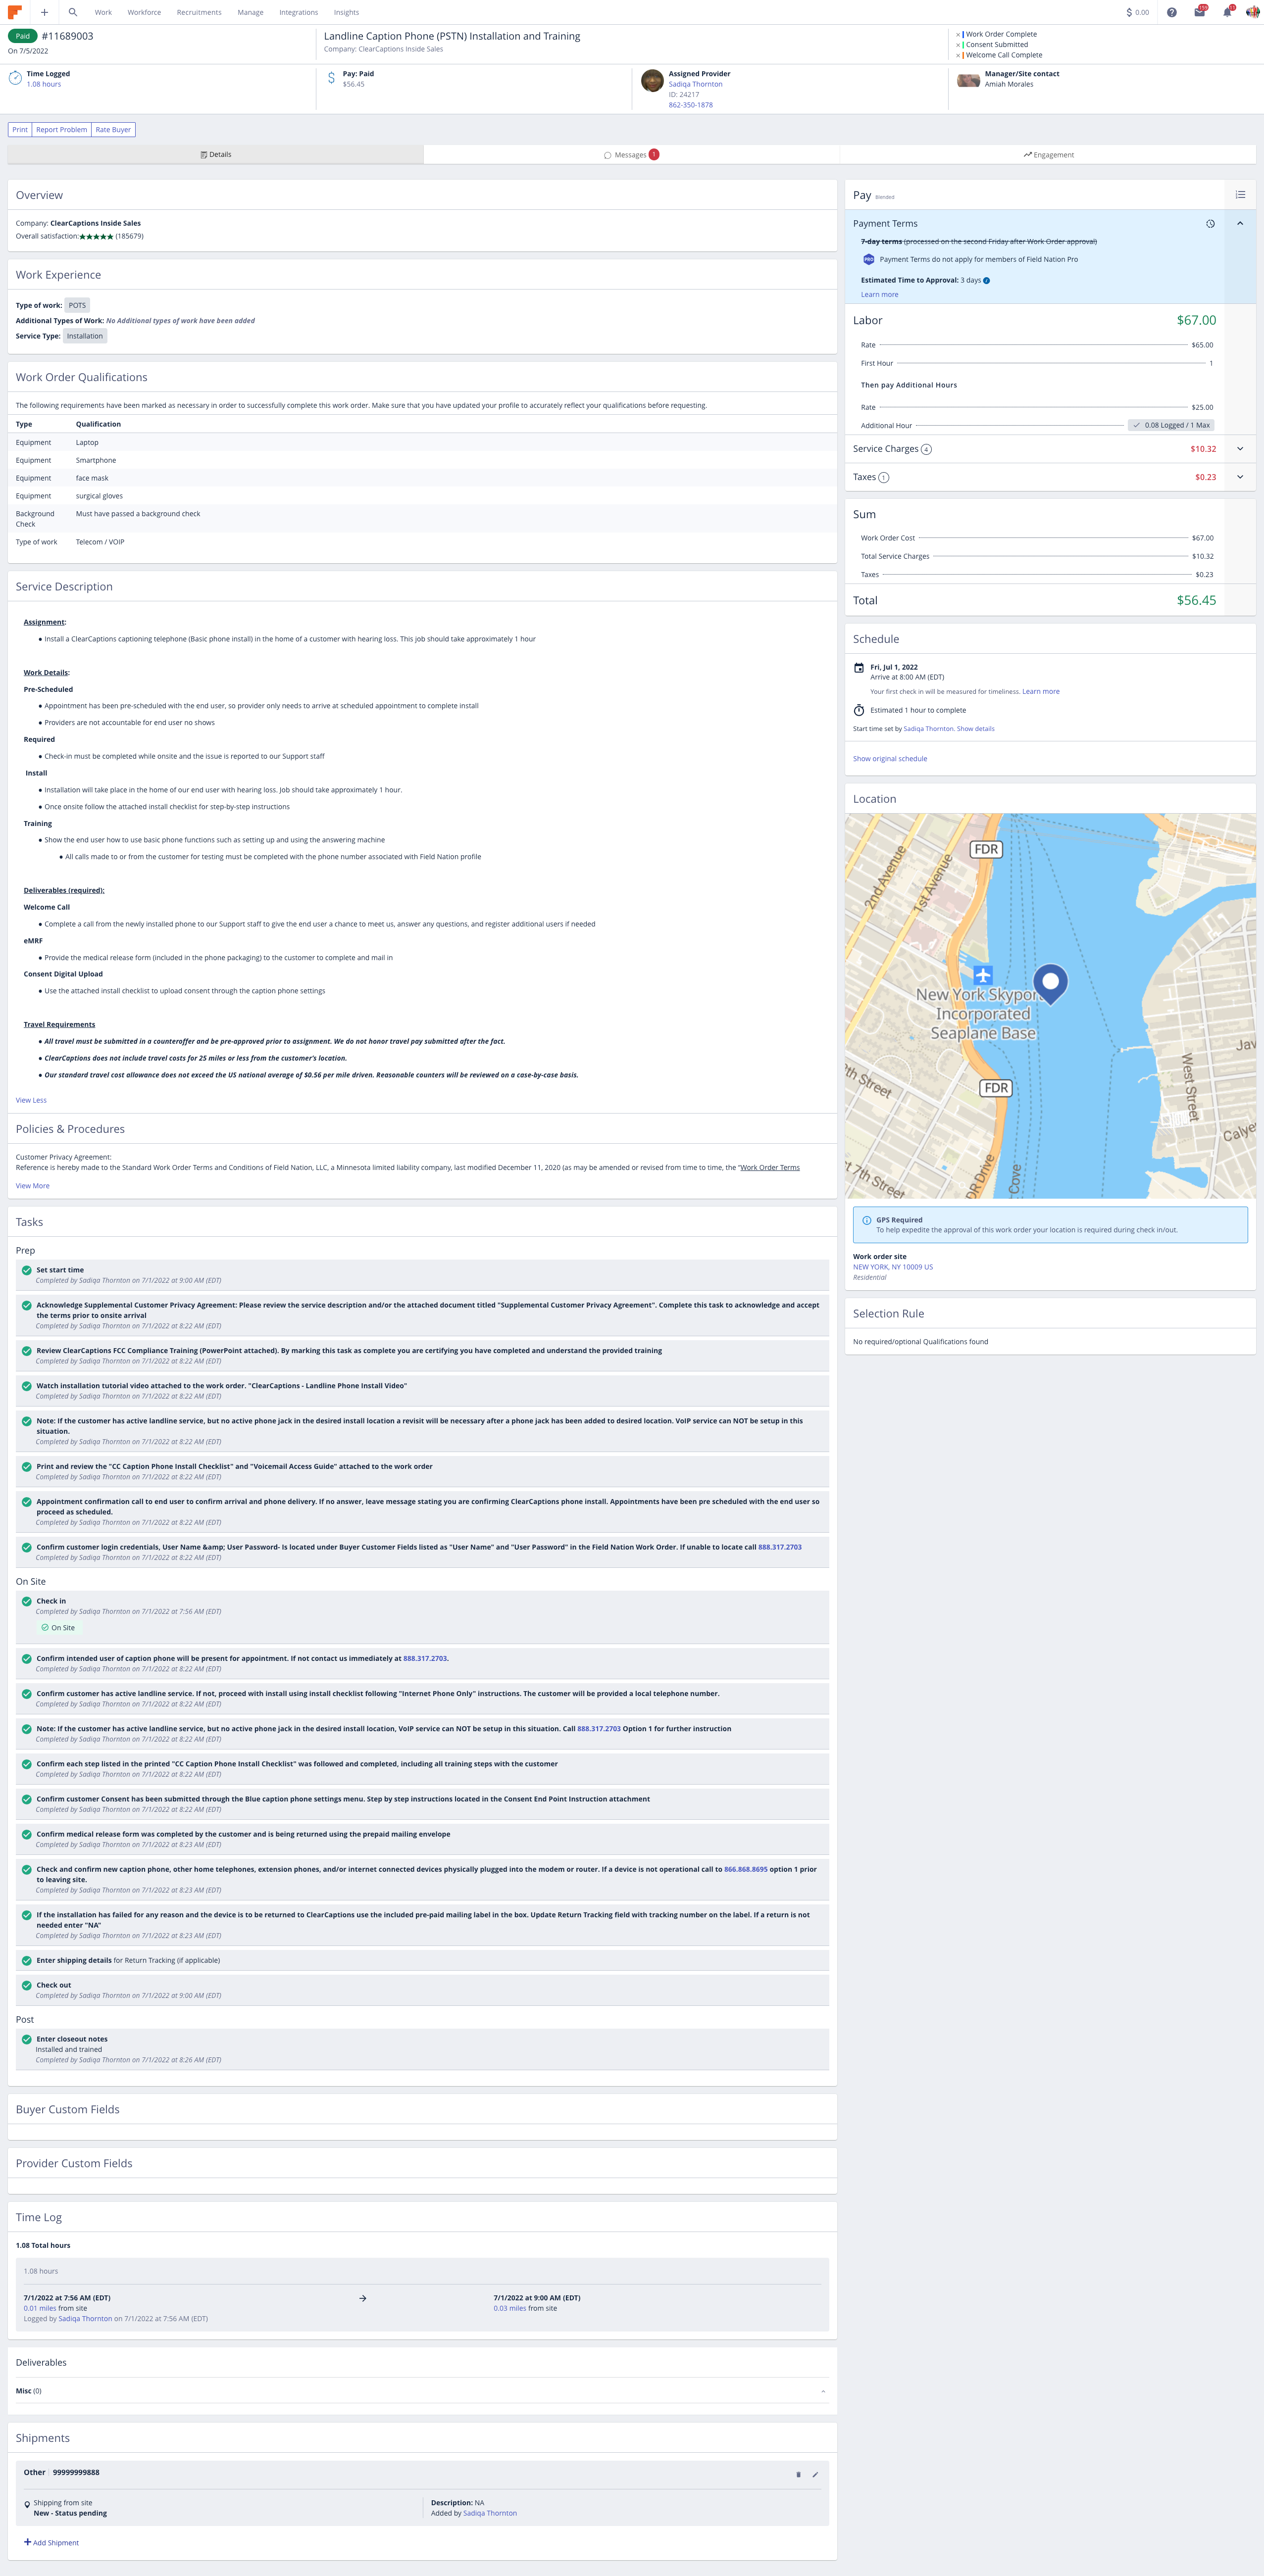 Work
Workforce
Recruitments
Manage
Integrations
Insights
$ 0.00
Paid #11689003
On 7/5/2022
Landline Caption Phone (PSTN) Installation and Training
Company: ClearCaptions Inside Sales
Work Order Complete
Consent Submitted
Welcome Call Complete
Time Logged
1.08 hours
Pay: Paid
$56.45
Assigned Provider
Sadiqa Thornton
ID: 24217
862-350-1878
Manager/Site contact
Amiah Morales
Print
Report Problem
Rate Buyer
Details
Messages 1
Engagement
Overview
Company: ClearCaptions Inside Sales
Overall satisfaction:★★★★★ (185679)
Work Experience
Type of work: POTS
Additional Types of Work: No Additional types of work have been added
Service Type: Installation
Work Order Qualifications
The following requirements have been marked as necessary in order to successfully complete this work order. Make sure that you have updated your profile to accurately reflect your qualifications before requesting.
Type Qualification
Equipment Laptop
Equipment Smartphone
Equipment face mask
Equipment surgical gloves
Background Check Must have passed a background check
Type of work Telecom / VOIP
Service Description
Assignment:
● Install a ClearCaptions captioning telephone (Basic phone install) in the home of a customer with hearing loss. This job should take approximately 1 hour
Work Details:
Pre-Scheduled
● Appointment has been pre-scheduled with the end user, so provider only needs to arrive at scheduled appointment to complete install
● Providers are not accountable for end user no shows
Required
● Check-in must be completed while onsite and the issue is reported to our Support staff
Install
● Installation will take place in the home of our end user with hearing loss. Job should take approximately 1 hour.
● Once onsite follow the attached install checklist for step-by-step instructions
Training
● Show the end user how to use basic phone functions such as setting up and using the answering machine
● All calls made to or from the customer for testing must be completed with the phone number associated with Field Nation profile
Deliverables (required):
Welcome Call
● Complete a call from the newly installed phone to our Support staff to give the end user a chance to meet us, answer any questions, and register additional users if needed
eMRF
● Provide the medical release form (included in the phone packaging) to the customer to complete and mail in
Consent Digital Upload
● Use the attached install checklist to upload consent through the caption phone settings
Travel Requirements
● All travel must be submitted in a counteroffer and be pre-approved prior to assignment. We do not honor travel pay submitted after the fact.
● ClearCaptions does not include travel costs for 25 miles or less from the customer's location.
● Our standard travel cost allowance does not exceed the US national average of $0.56 per mile driven. Reasonable counters will be reviewed on a case-by-case basis.
View Less
Policies & Procedures
Customer Privacy Agreement:
Reference is hereby made to the Standard Work Order Terms and Conditions of Field Nation, LLC, a Minnesota limited liability company, last modified December 11, 2020 (as may be amended or revised from time to time, the "Work Order Terms
View More
Tasks
Prep
Set start time
Completed by Sadiqa Thornton on 7/1/2022 at 9:00 AM (EDT)
Acknowledge Supplemental Customer Privacy Agreement: Please review the service description and/or the attached document titled "Supplemental Customer Privacy Agreement". Complete this task to acknowledge and accept
the terms prior to onsite arrival
Completed by Sadiqa Thornton on 7/1/2022 at 8:22 AM (EDT)
Review ClearCaptions FCC Compliance Training (PowerPoint attached). By marking this task as complete you are certifying you have completed and understand the provided training
Completed by Sadiqa Thornton on 7/1/2022 at 8:22 AM (EDT)
Watch installation tutorial video attached to the work order. "ClearCaptions - Landline Phone Install Video"
Completed by Sadiqa Thornton on 7/1/2022 at 8:22 AM (EDT)
Note: If the customer has active landline service, but no active phone jack in the desired install location a revisit will be necessary after a phone jack has been added to desired location. VoIP service can NOT be setup in this
situation.
Completed by Sadiqa Thornton on 7/1/2022 at 8:22 AM (EDT)
Print and review the "CC Caption Phone Install Checklist" and "Voicemail Access Guide" attached to the work order
Completed by Sadiqa Thornton on 7/1/2022 at 8:22 AM (EDT)
Appointment confirmation call to end user to confirm arrival and phone delivery. If no answer, leave message stating you are confirming ClearCaptions phone install. Appointments have been pre scheduled with the end user so
proceed as scheduled.
Completed by Sadiqa Thornton on 7/1/2022 at 8:22 AM (EDT)
Confirm customer login credentials, User Name &amp; User Password- Is located under Buyer Customer Fields listed as "User Name" and "User Password" in the Field Nation Work Order. If unable to locate call 888.317.2703
Completed by Sadiqa Thornton on 7/1/2022 at 8:22 AM (EDT)
On Site
Check in
Completed by Sadiqa Thornton on 7/1/2022 at 7:56 AM (EDT)
On Site
Confirm intended user of caption phone will be present for appointment. If not contact us immediately at 888.317.2703.
Completed by Sadiqa Thornton on 7/1/2022 at 8:22 AM (EDT)
Confirm customer has active landline service. If not, proceed with install using install checklist following "Internet Phone Only" instructions. The customer will be provided a local telephone number.
Completed by Sadiqa Thornton on 7/1/2022 at 8:22 AM (EDT)
Note: If the customer has active landline service, but no active phone jack in the desired install location, VoIP service can NOT be setup in this situation. Call 888.317.2703 Option 1 for further instruction
Completed by Sadiqa Thornton on 7/1/2022 at 8:22 AM (EDT)
Confirm each step listed in the printed "CC Caption Phone Install Checklist" was followed and completed, including all training steps with the customer
Completed by Sadiqa Thornton on 7/1/2022 at 8:22 AM (EDT)
Confirm customer Consent has been submitted through the Blue caption phone settings menu. Step by step instructions located in the Consent End Point Instruction attachment
Completed by Sadiqa Thornton on 7/1/2022 at 8:22 AM (EDT)
Confirm medical release form was completed by the customer and is being returned using the prepaid mailing envelope
Completed by Sadiqa Thornton on 7/1/2022 at 8:23 AM (EDT)
Check and confirm new caption phone, other home telephones, extension phones, and/or internet connected devices physically plugged into the modem or router. If a device is not operational call to 866.868.8695 option 1 prior
to leaving site.
Completed by Sadiqa Thornton on 7/1/2022 at 8:23 AM (EDT)
If the installation has failed for any reason and the device is to be returned to ClearCaptions use the included pre-paid mailing label in the box. Update Return Tracking field with tracking number on the label. If a return is not
needed enter "NA"
Completed by Sadiqa Thornton on 7/1/2022 at 8:23 AM (EDT)
Enter shipping details for Return Tracking (if applicable)
Check out
Completed by Sadiqa Thornton on 7/1/2022 at 9:00 AM (EDT)
Post
Enter closeout notes
Installed and trained
Completed by Sadiqa Thornton on 7/1/2022 at 8:26 AM (EDT)
Buyer Custom Fields
Provider Custom Fields
Time Log
1.08 Total hours
1.08 hours
7/1/2022 at 7:56 AM (EDT)
0.01 miles from site
Logged by Sadiqa Thornton on 7/1/2022 at 7:56 AM (EDT)
7/1/2022 at 9:00 AM (EDT)
0.03 miles from site
Deliverables
Misc (0)
Shipments
Other 99999999888
Shipping from site
New - Status pending
Description: NA
Added by Sadiqa Thornton
Add Shipment
Pay Blended
Payment Terms
7-day terms (processed on the second Friday after Work Order approval)
PRO Payment Terms do not apply for members of Field Nation Pro
Estimated Time to Approval: 3 days
Learn more
Labor $67.00
Rate $65.00
First Hour 1
Then pay Additional Hours
Rate $25.00
Additional Hour 0.08 Logged / 1 Max
Service Charges 4 $10.32
Taxes 1 $0.23
Sum
Work Order Cost $67.00
Total Service Charges $10.32
Taxes $0.23
Total $56.45
Schedule
Fri, Jul 1, 2022
Arrive at 8:00 AM (EDT)
Your first check in will be measured for timeliness. Learn more
Estimated 1 hour to complete
Start time set by Sadiqa Thornton. Show details
Show original schedule
Location
FDR
2nd Avenue
1st Avenue
New York Skyport
Incorporated
Seaplane Base
FDR
West Street
Jav
Calye
th Street
t 7th Street
DR Drive
Cove
GPS Required
To help expedite the approval of this work order your location is required during check in/out.
Work order site
NEW YORK, NY 10009 US
Residential
Selection Rule
No required/optional Qualifications found